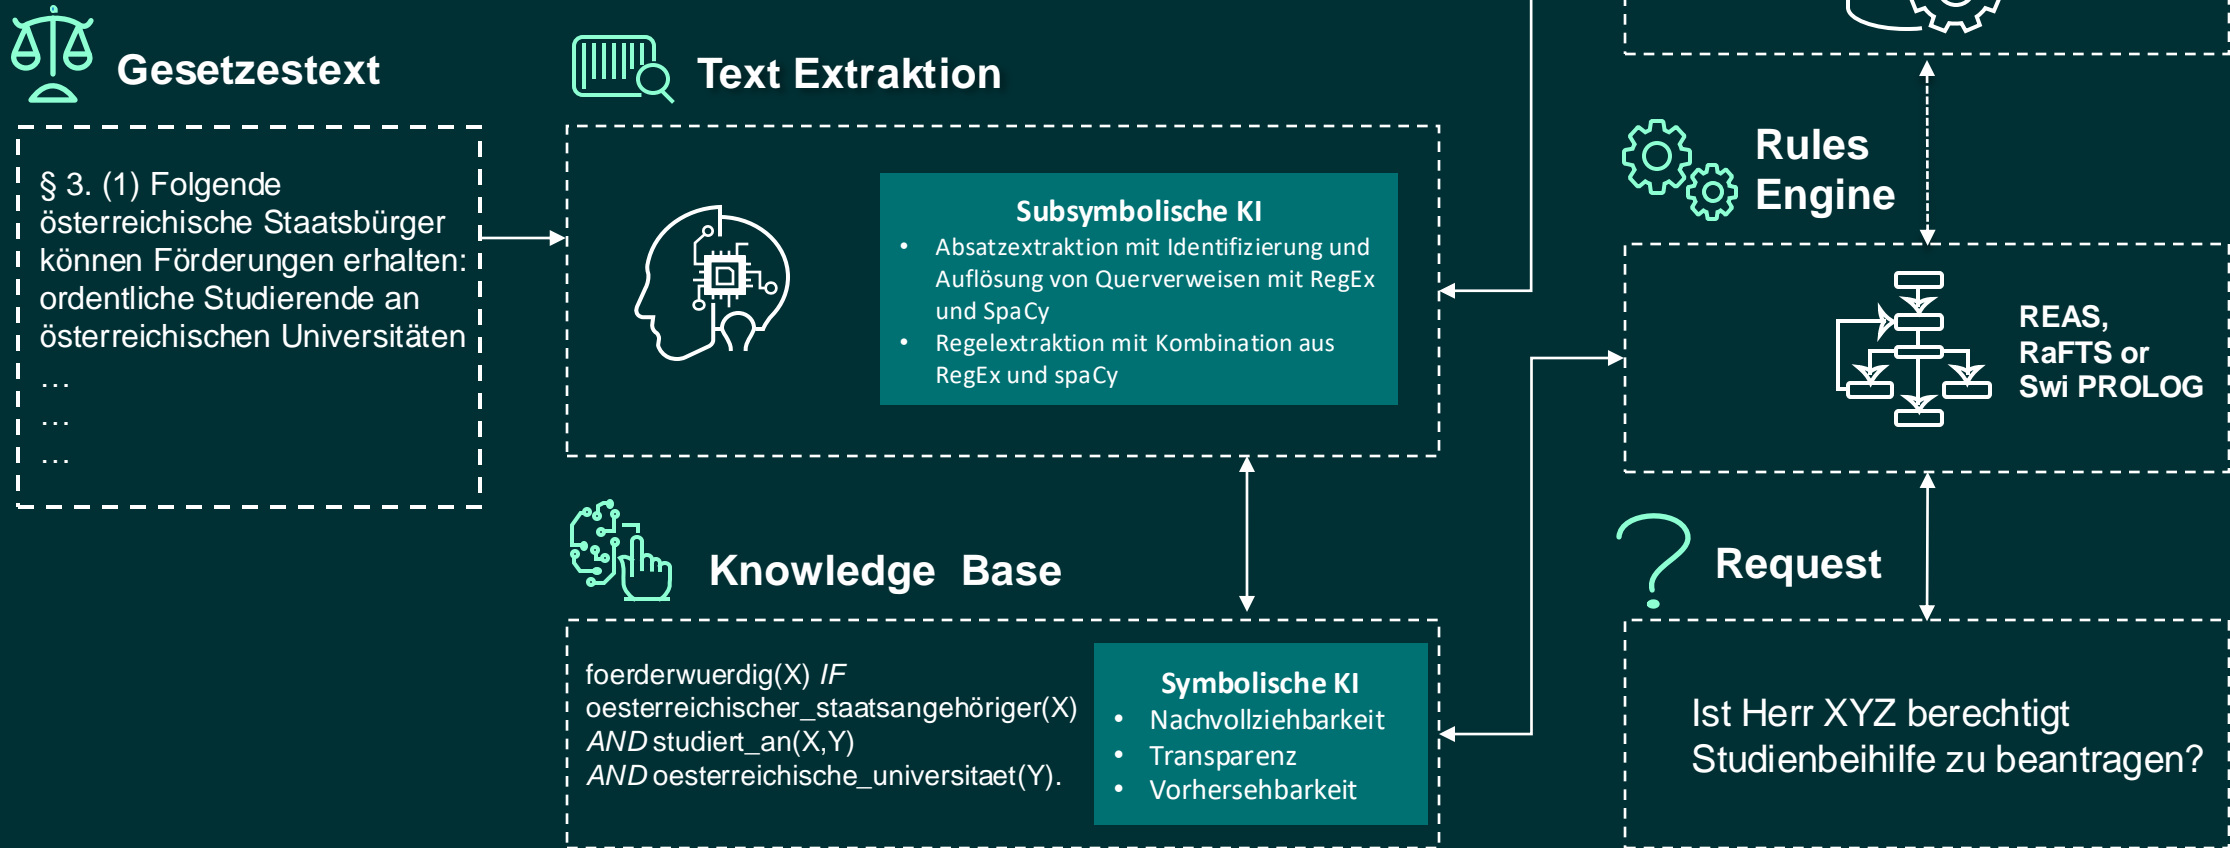 Gesetzestext
§ 3. (1) Folgende
österreichische Staatsbürger
können Förderungen erhalten:
ordentliche Studierende an
österreichischen Universitäten
…
…
…
Text Extraktion
Subsymbolische KI
• Absatzextraktion mit Identifizierung und
Auflösung von Querverweisen mit RegEx
und SpaCy
• Regelextraktion mit Kombination aus
RegEx und spaCy
Knowledge Base
foerderwuerdig(X) IF
oesterreichischer_staatsangehöriger(X)
AND studiert_an(X,Y)
AND oesterreichische_universitaet(Y).
Symbolische KI
• Nachvollziehbarkeit
• Transparenz
• Vorhersehbarkeit
Rules
Engine
REAS,
RaFTS or
Swi PROLOG
Request
Ist Herr XYZ berechtigt
Studienbeihilfe zu beantragen?